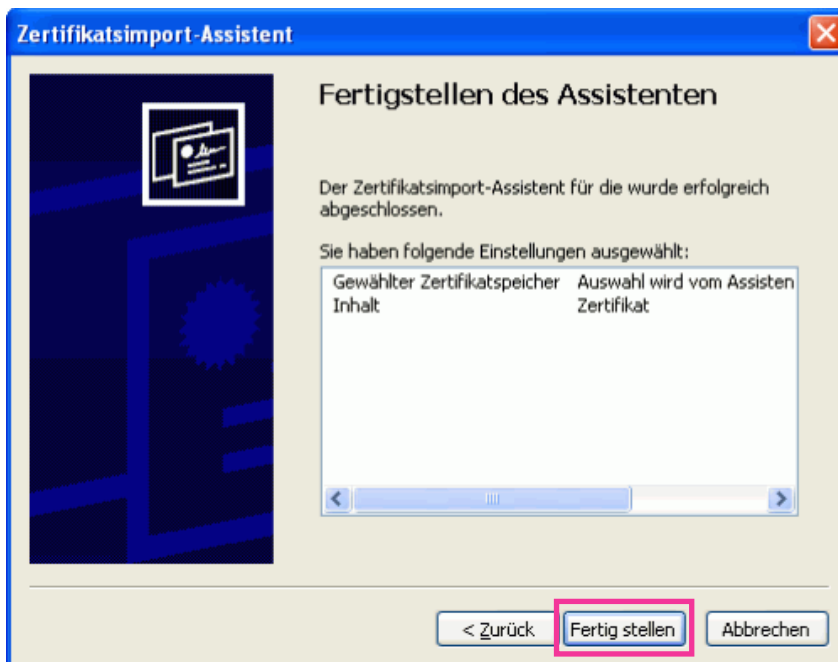 Zertifikatsimport-Assistent
Fertigstellen des Assistenten
Der Zertifikatsimport-Assistent für die wurde erfolgreich
abgeschlossen.
Sie haben folgende Einstellungen ausgewählt:
Gewählter Zertifikatspeicher Auswahl wird vom Assisten
Inhalt Zertifikat
< Zurück Fertig stellen Abbrechen